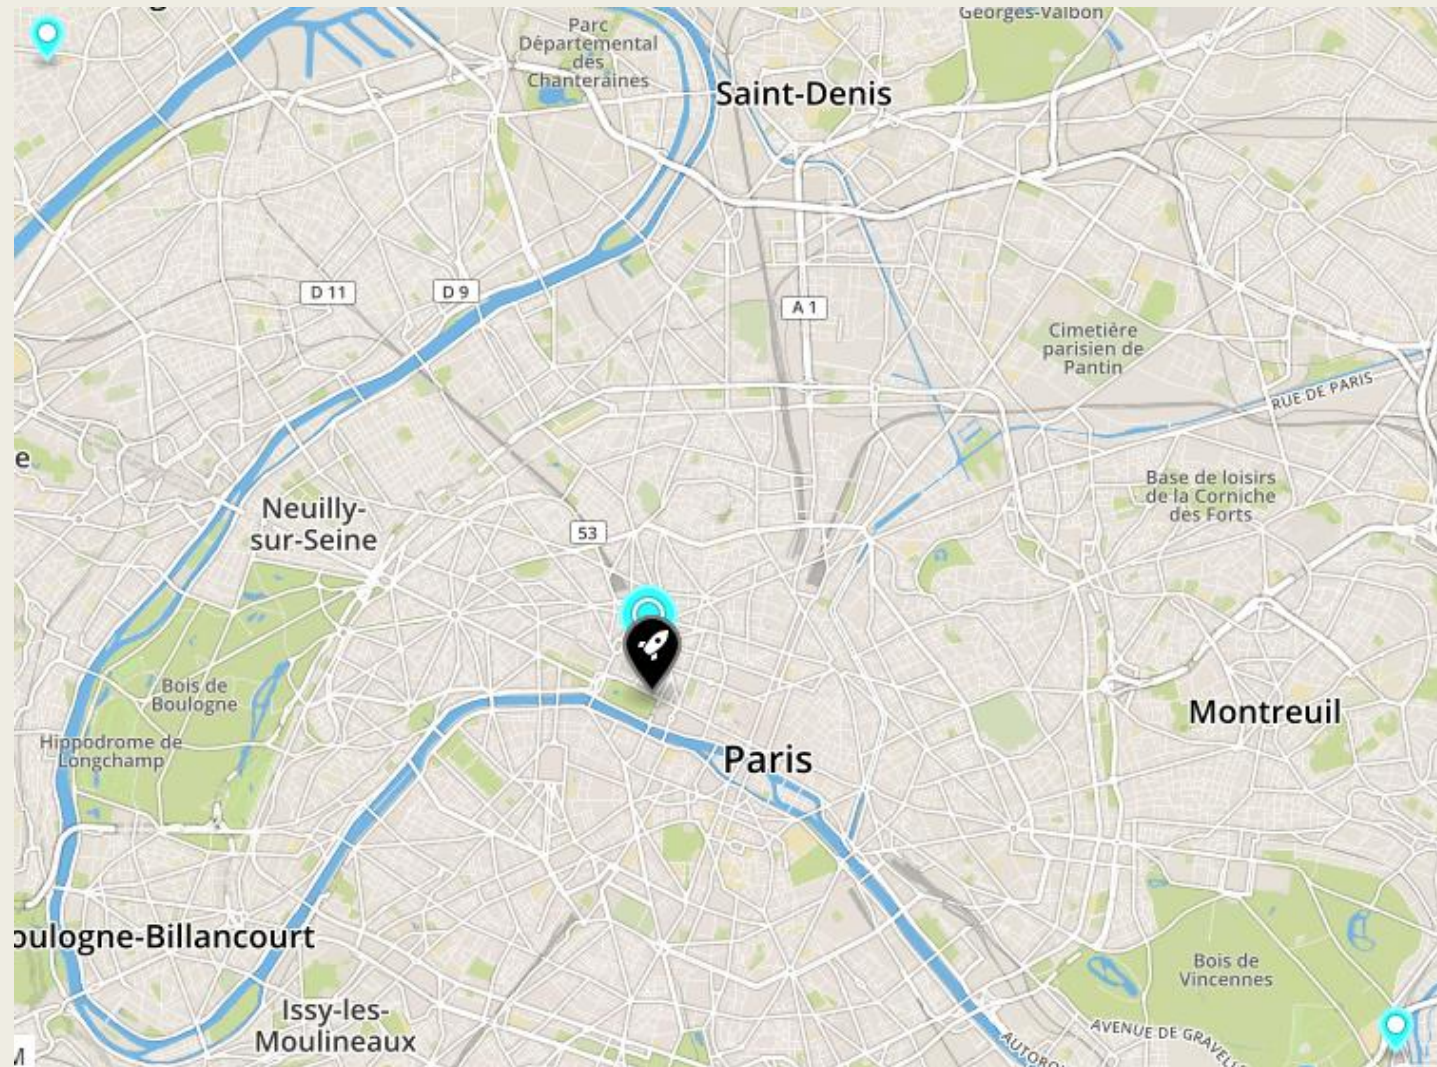 Georges-Valbon
Parc
Départemental
des
Chanteraines
Saint-Denis
D 11
D 9
A 1
Cimetière
parisien de
Pantin
RUE DE PARIS
e
Base de loisirs
de la Corniche
des Forts
Neuilly-
sur-Seine
53
Bois de
Boulogne
Montreuil
Hippodrome de
Longchamp
Paris
oulogne-Billancourt
Bois de
Vincennes
Issy-les-
Moulineaux
AVENUE DE GRAVELL
AUTORO
M